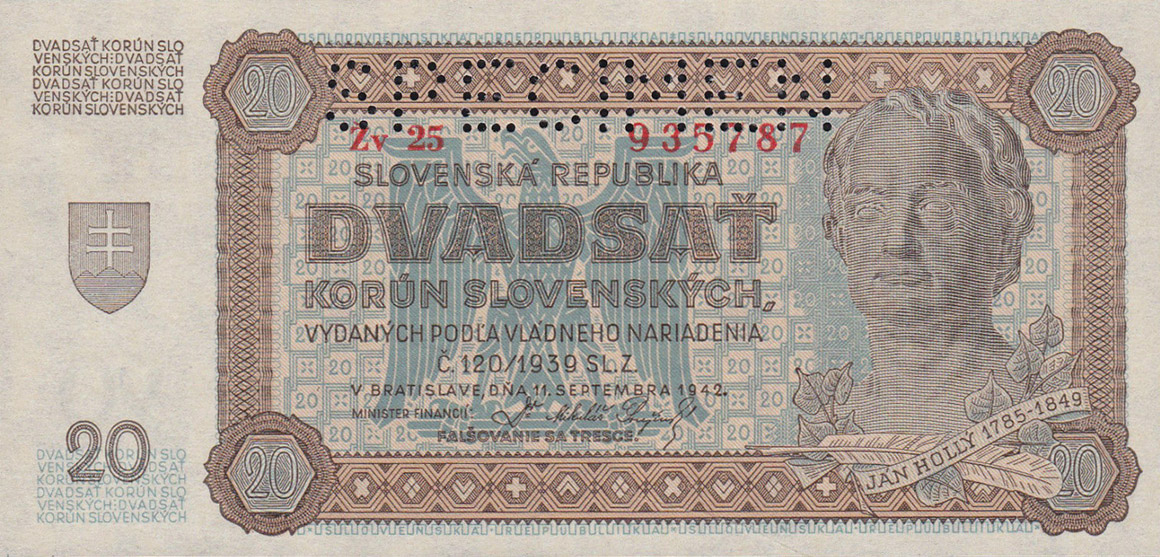 DVADSAŤ KORÚN SLO
VENSKÝCH:DVADSAŤ
KORÚN SLOVENSKÝCH
DVADSAŤ KORÚN SLO
VENSKÝCH:DVADSAŤ
KORÚN SLOVENSKÝCH
20
20
SPECIMEN
Zv 25 935787
SLOVENSKÁ REPUBLIKA
DVADSAŤ
KORÚN SLOVENSKÝCH,
VYDANÝCH PODĽA VLÁDNEHO NARIADENIA
Č. 120/1939 SL. Z.
V BRATISLAVE, DŇA 11. SEPTEMBRA 1942.
MINISTER FINANCIÍ:
FALŠOVANIE SA TRESCE.
JÁN HOLLÝ 1785-1849
20
DVADSAŤ KORÚN SLO
VENSKÝCH:DVADSAŤ
KORÚN SLOVENSKÝCH
DVADSAŤ KORÚN SLO
VENSKÝCH:DVADSAŤ
KORÚN SLOVENSKÝCH
20
20